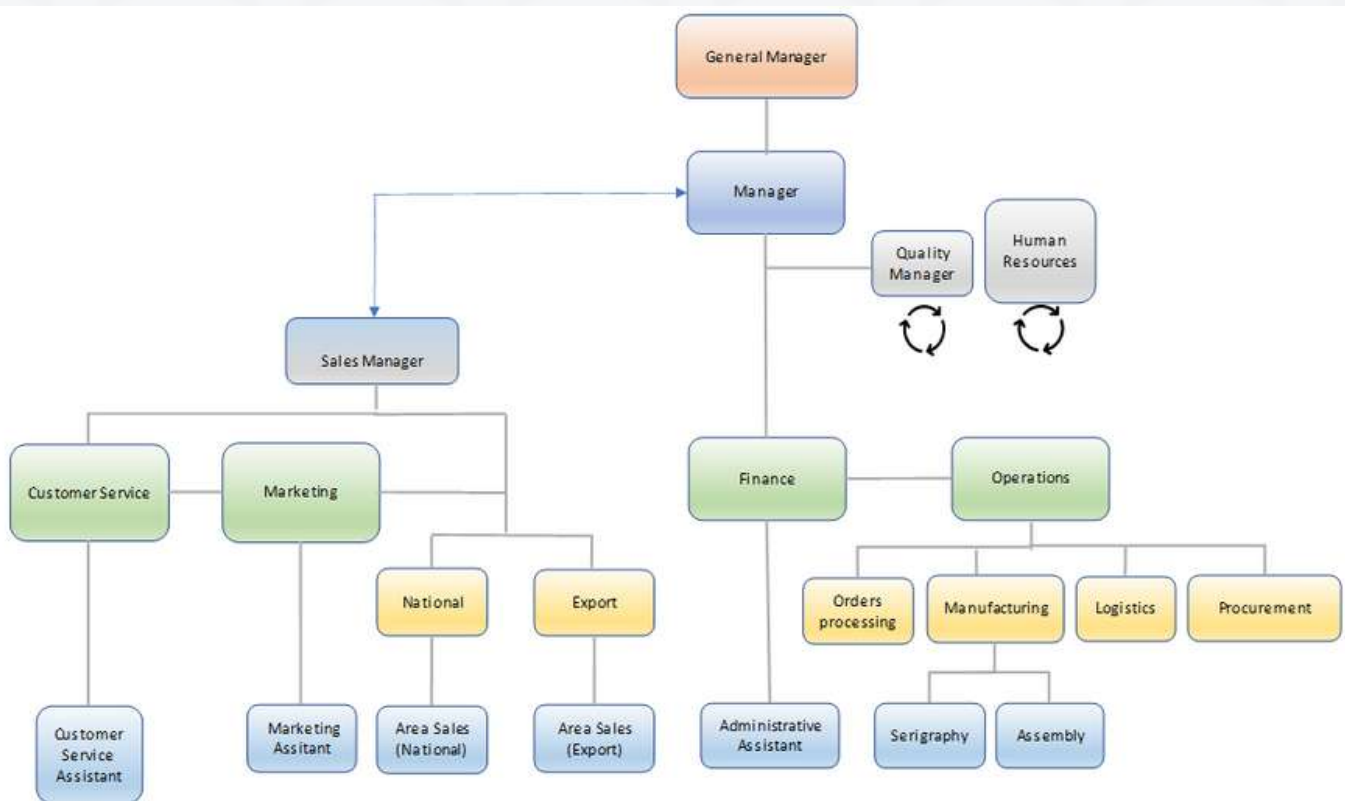 General Manager
Manager
Quality
Manager
Human
Resources
Sales Manager
Customer Service
Marketing
Finance
Operations
National
Export
Orders
processing
Manufacturing
Logistics
Procurement
Customer
Service
Assistant
Marketing
Assitant
Area Sales
(National)
Area Sales
(Export)
Administrative
Assistant
Serigraphy
Assembly